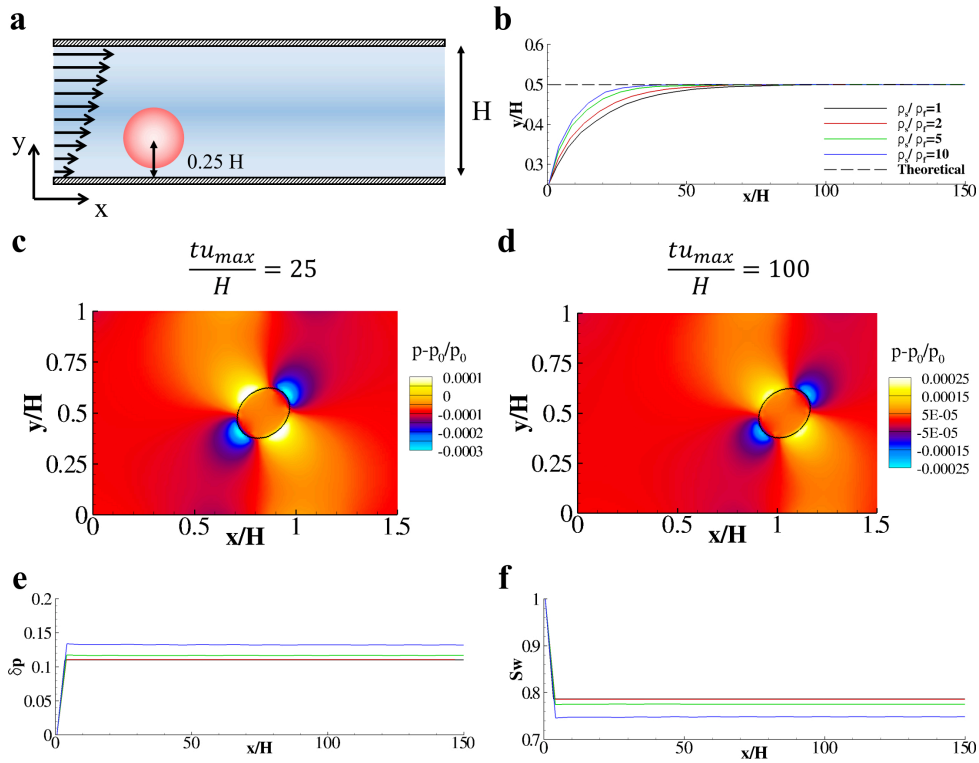 a
H
y
0.25 H
x
b
0.6
0.5
0.4
0.3
y/H
ρs/ ρf=1
ρs/ ρf=2
ρs/ ρf=5
ρs/ ρf=10
Theoretical
0 50 100 150
x/H
c
tu_max/H = 25
1
0.75
0.5
0.25
0
y/H
0 0.5 1 1.5
x/H
p-p₀/p₀
0.0001
0
-0.0001
-0.0002
-0.0003
d
tu_max/H = 100
1
0.75
0.5
0.25
0
y/H
0 0.5 1 1.5
x/H
p-p₀/p₀
0.00025
0.00015
5E-05
-5E-05
-0.00015
-0.00025
e
0.2
0.15
0.1
0.05
0
δp
0 50 100 150
x/H
f
1
0.9
0.8
0.7
Sw
0 50 100 150
x/H